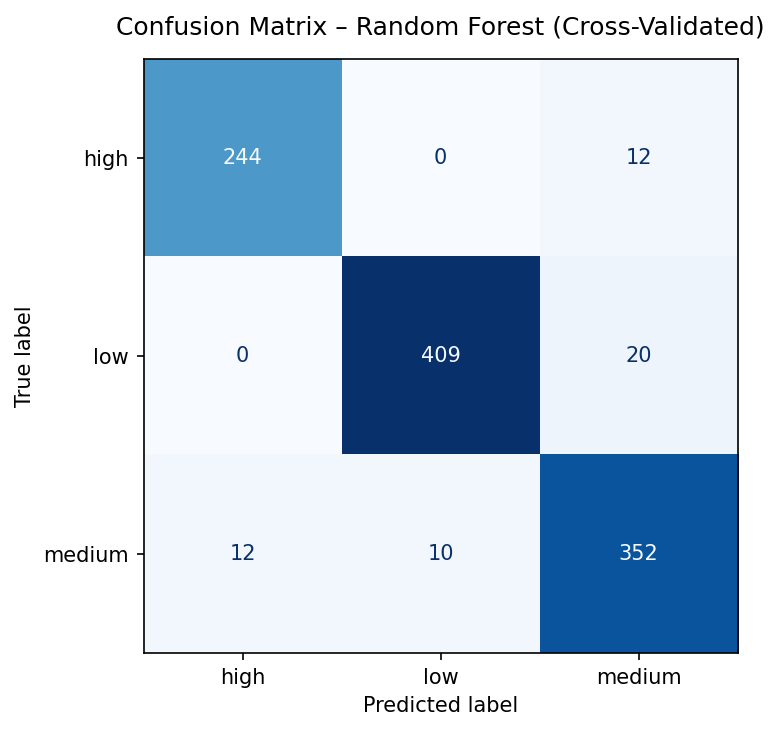 Confusion Matrix – Random Forest (Cross-Validated)
True label
high 244 0 12
low 0 409 20
medium 12 10 352
high low medium
Predicted label